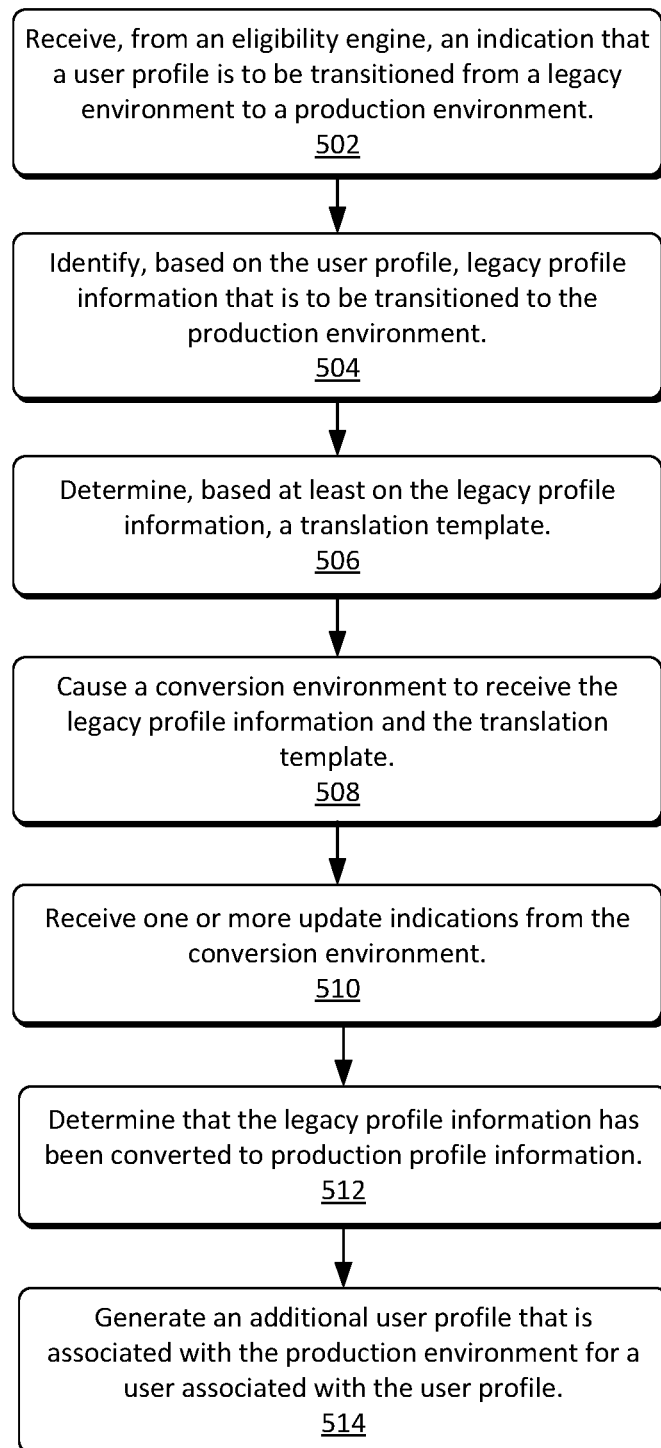 Receive, from an eligibility engine, an indication that
a user profile is to be transitioned from a legacy
environment to a production environment.
502
Identify, based on the user profile, legacy profile
information that is to be transitioned to the
production environment.
504
Determine, based at least on the legacy profile
information, a translation template.
506
Cause a conversion environment to receive the
legacy profile information and the translation
template.
508
Receive one or more update indications from the
conversion environment.
510
Determine that the legacy profile information has
been converted to production profile information.
512
Generate an additional user profile that is
associated with the production environment for a
user associated with the user profile.
514